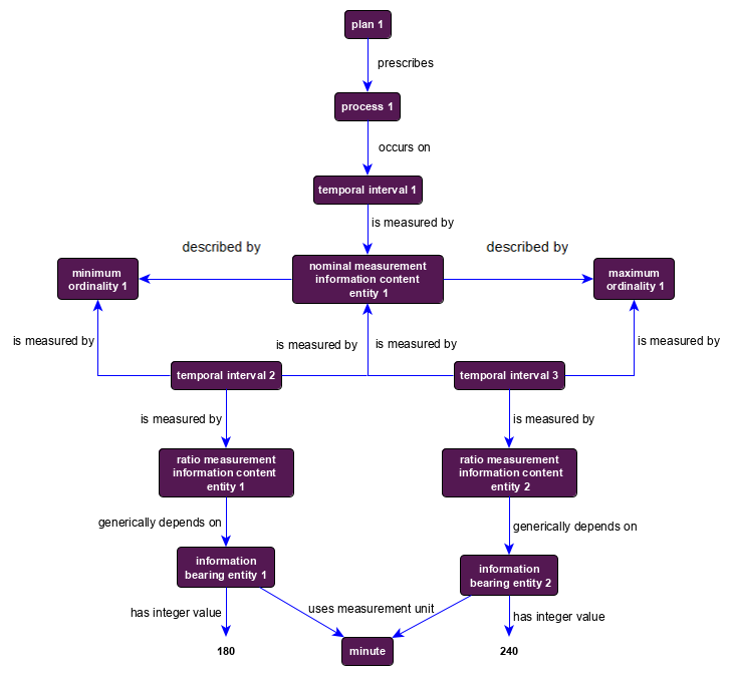 plan 1
prescribes
process 1
occurs on
temporal interval 1
is measured by
described by
described by
minimum
ordinality 1
nominal measurement
information content
entity 1
maximum
ordinality 1
is measured by
is measured by
is measured by
is measured by
temporal interval 2
temporal interval 3
is measured by
is measured by
ratio measurement
information content
entity 1
ratio measurement
information content
entity 2
generically depends on
generically depends on
information
bearing entity 1
information
bearing entity 2
has integer value
uses measurement unit
has integer value
180
minute
240